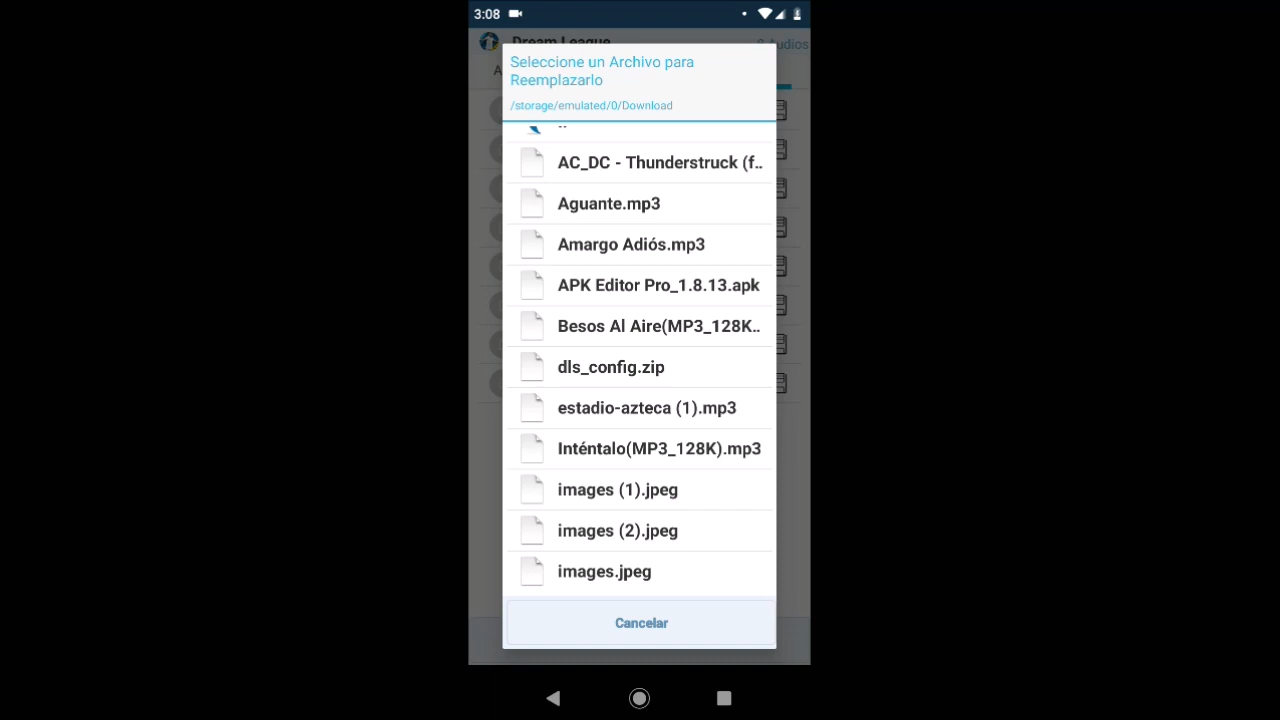 3:08
Dream League
Seleccione un Archivo para
Reemplazarlo
/storage/emulated/0/Download
..
AC_DC - Thunderstruck (f..
Aguante.mp3
Amargo Adiós.mp3
APK Editor Pro_1.8.13.apk
Besos Al Aire(MP3_128K..
dls_config.zip
estadio-azteca (1).mp3
Inténtalo(MP3_128K).mp3
images (1).jpeg
images (2).jpeg
images.jpeg
Cancelar